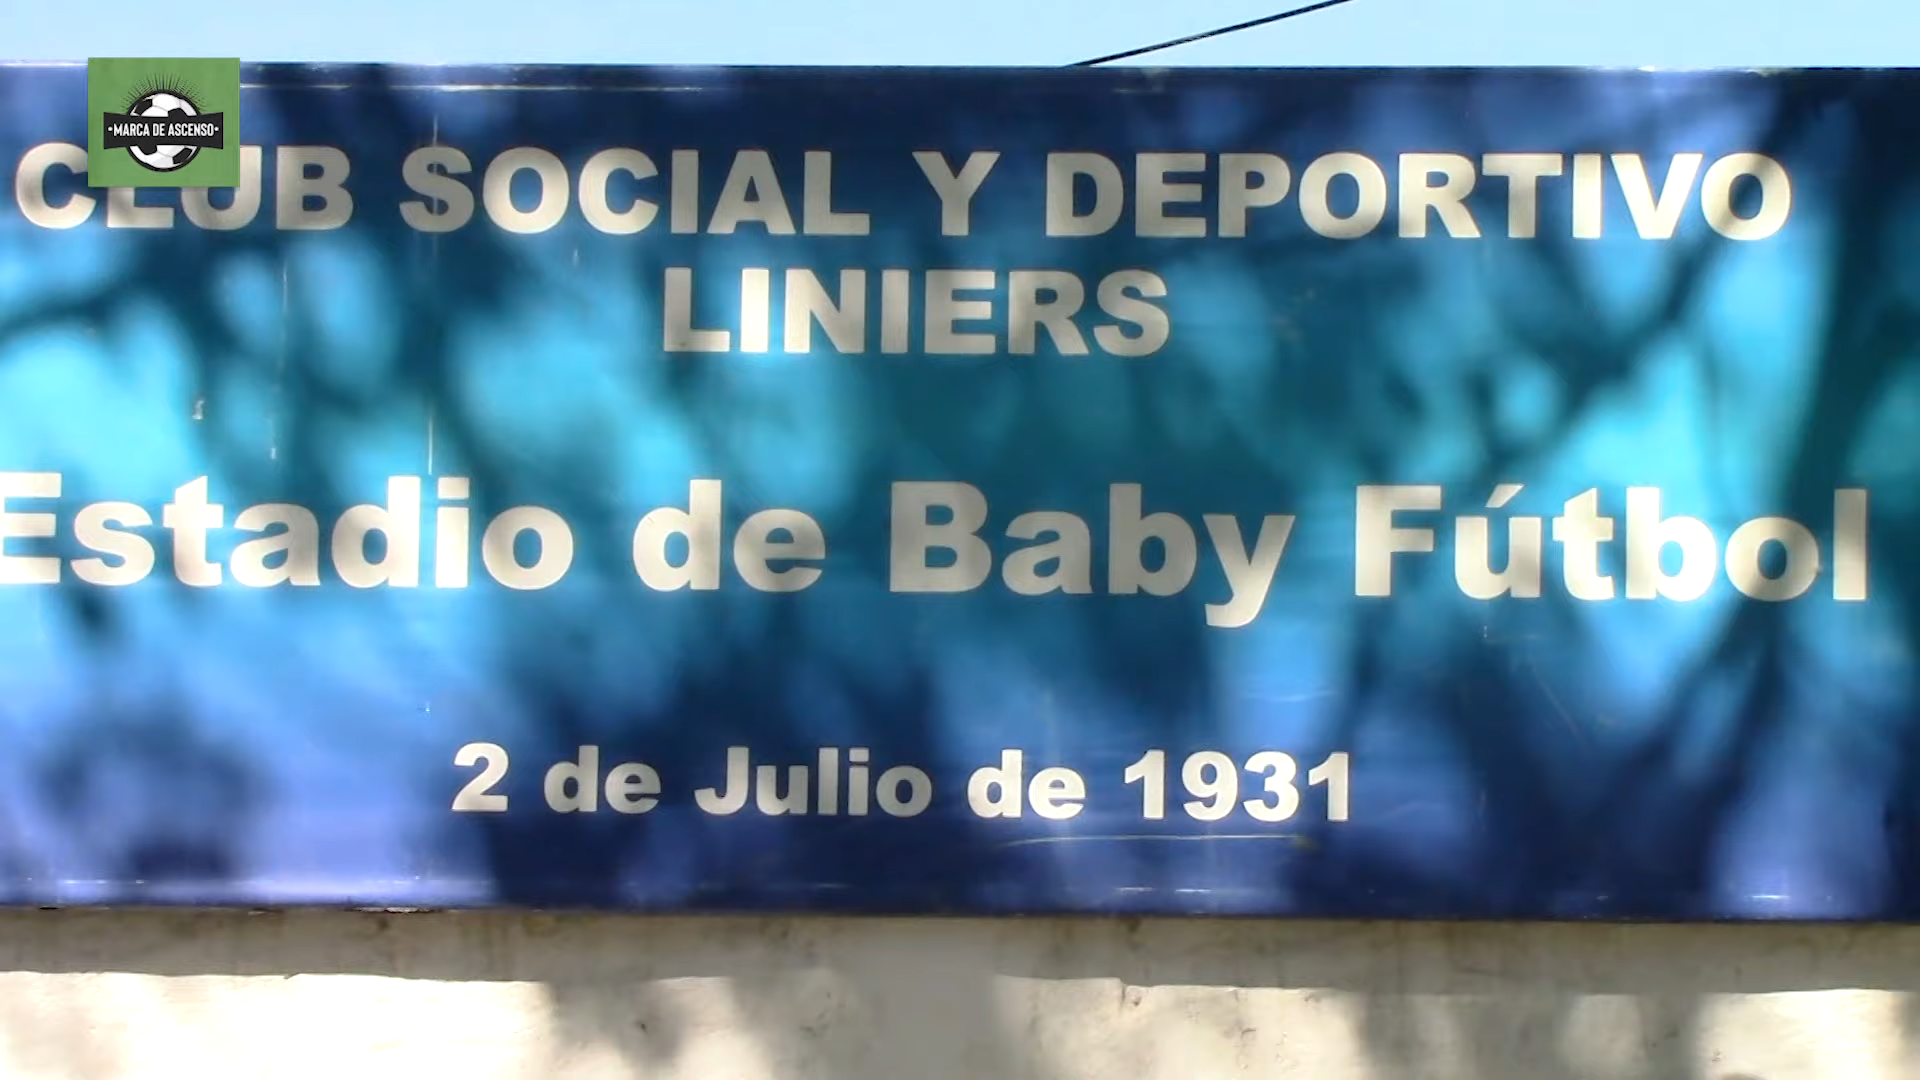 •MARCA DE ASCENSO•
CLUB SOCIAL Y DEPORTIVO
LINIERS
Estadio de Baby Fútbol
2 de Julio de 1931